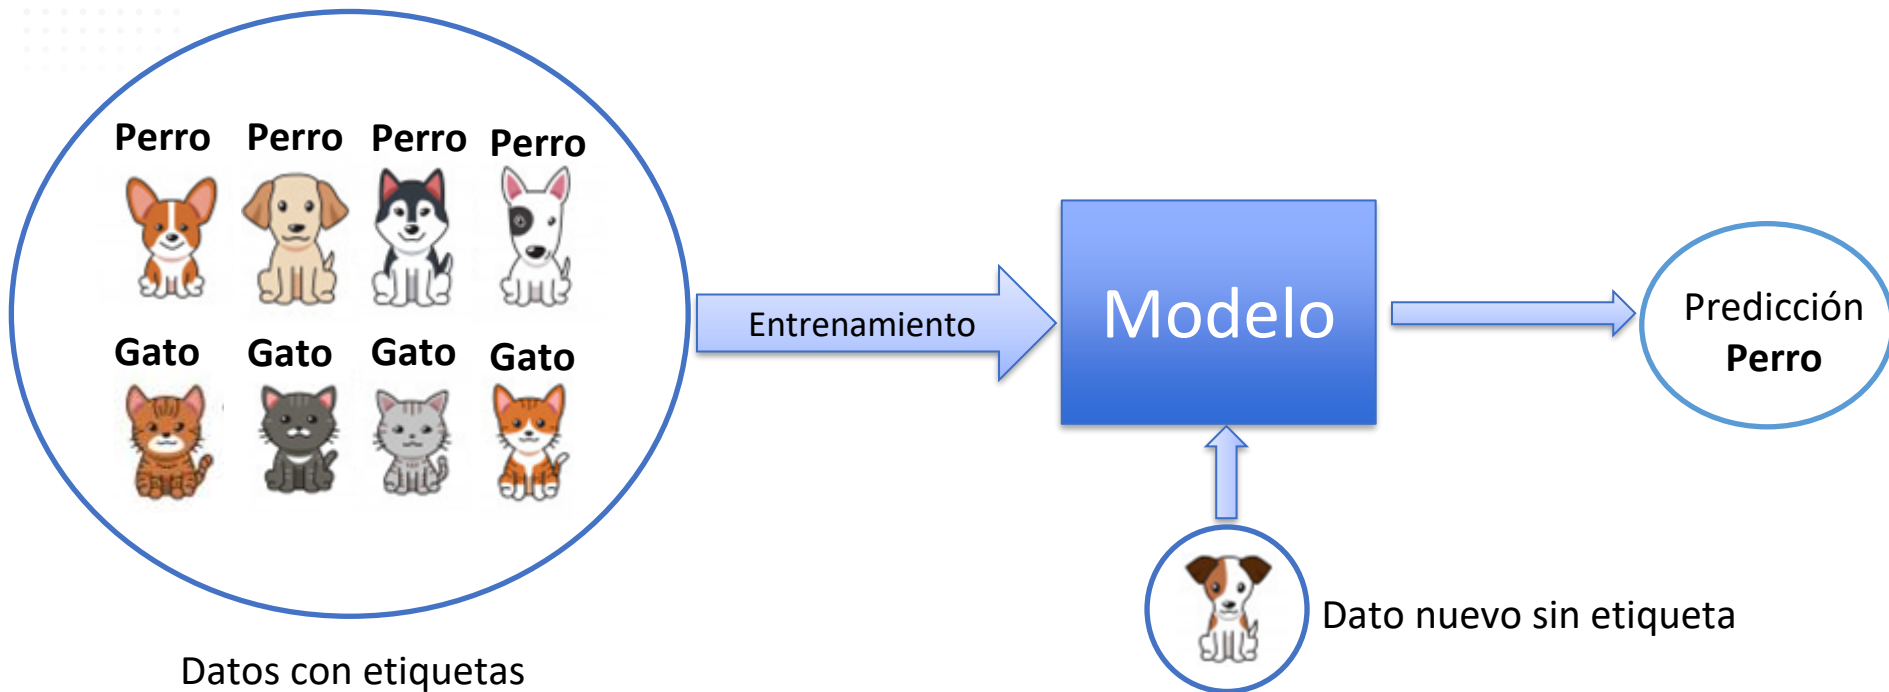 Perro Perro Perro Perro
Gato Gato Gato Gato
Datos con etiquetas
Entrenamiento
Modelo
Dato nuevo sin etiqueta
Predicción
Perro